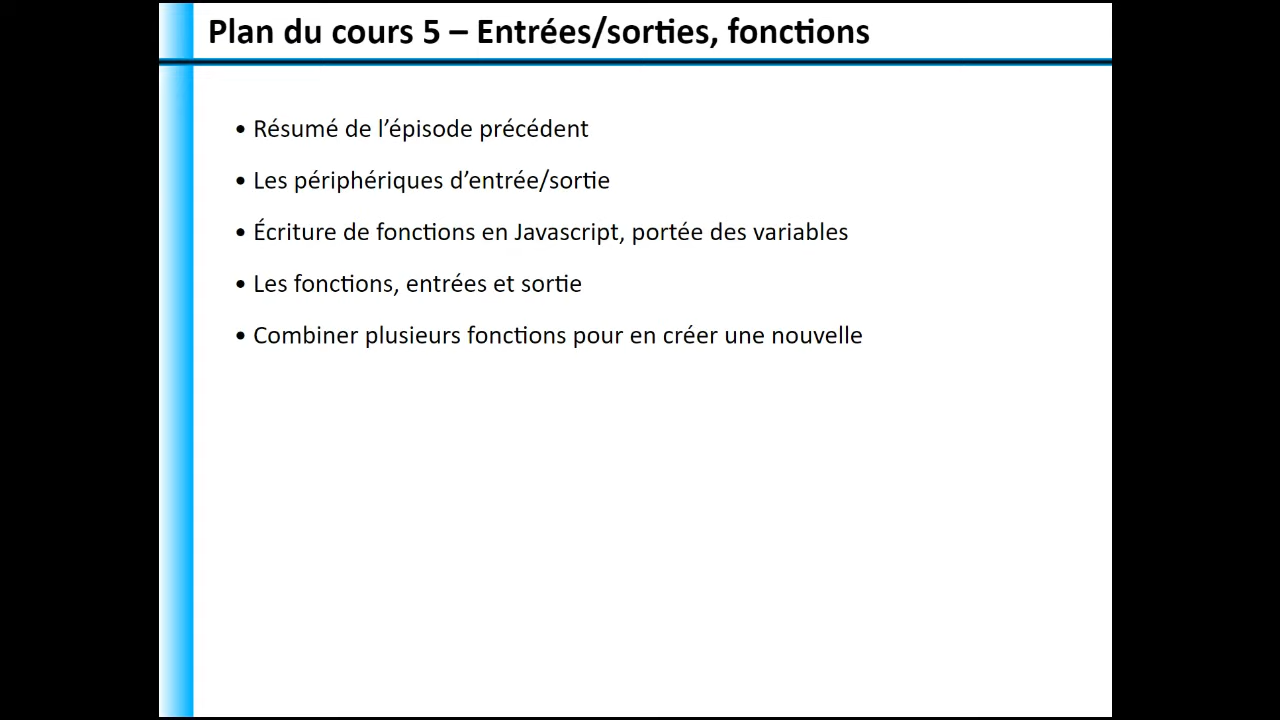 Plan du cours 5 – Entrées/sorties, fonctions
• Résumé de l’épisode précédent
• Les périphériques d’entrée/sortie
• Écriture de fonctions en Javascript, portée des variables
• Les fonctions, entrées et sortie
• Combiner plusieurs fonctions pour en créer une nouvelle